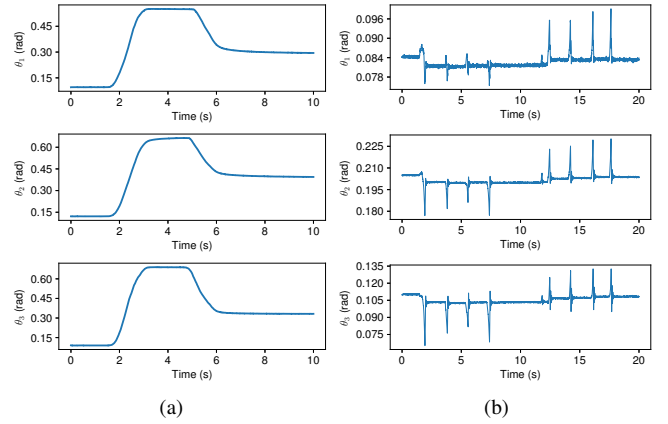 θ1 (rad)
0.45
0.30
0.15
0 2 4 6 8 10
Time (s)
θ2 (rad)
0.60
0.45
0.30
0.15
0 2 4 6 8 10
Time (s)
θ3 (rad)
0.60
0.45
0.30
0.15
0 2 4 6 8 10
Time (s)
(a)
θ1 (rad)
0.096
0.090
0.084
0.078
0 5 10 15 20
Time (s)
θ2 (rad)
0.225
0.210
0.195
0.180
0 5 10 15 20
Time (s)
θ3 (rad)
0.135
0.120
0.105
0.090
0.075
0 5 10 15 20
Time (s)
(b)